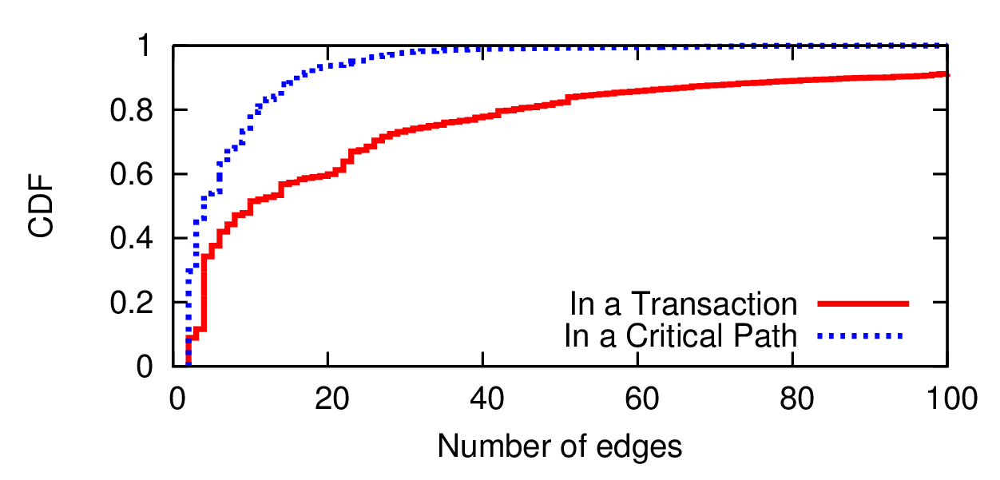 1
0.8
0.6
0.4
0.2
0
CDF
In a Transaction
In a Critical Path
0 20 40 60 80 100
Number of edges